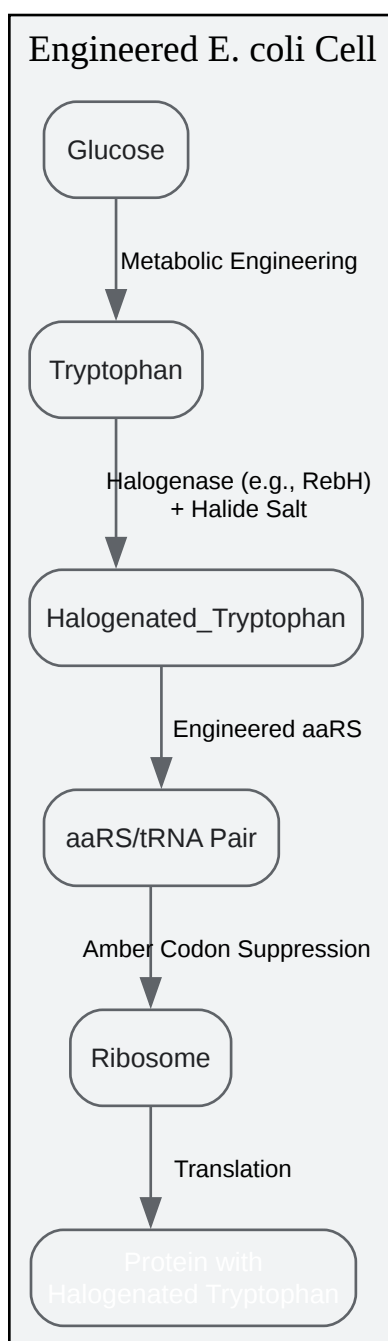 Engineered E. coli Cell
Glucose
Metabolic Engineering
Tryptophan
Halogenase (e.g., RebH)
+ Halide Salt
Halogenated_Tryptophan
Engineered aaRS
aaRS/tRNA Pair
Amber Codon Suppression
Ribosome
Translation
Protein with
Halogenated Tryptophan